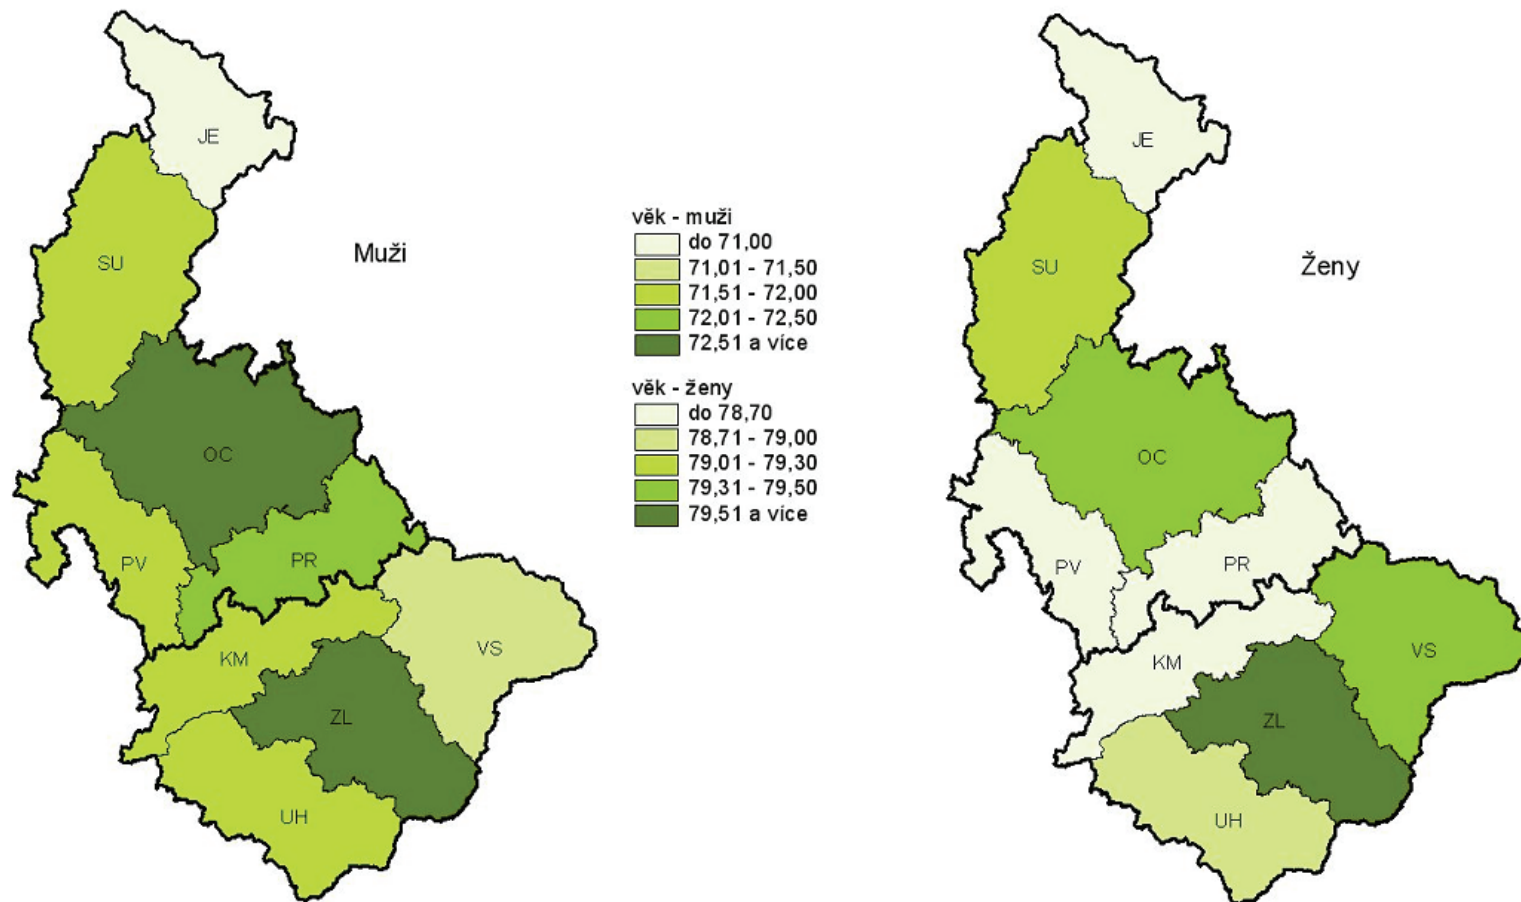 JE
SU
Muži
OC
PV
PR
KM
VS
ZL
UH
věk - muži
do 71,00
71,01 - 71,50
71,51 - 72,00
72,01 - 72,50
72,51 a více
věk - ženy
do 78,70
78,71 - 79,00
79,01 - 79,30
79,31 - 79,50
79,51 a více
JE
SU
Ženy
OC
PV
PR
KM
VS
ZL
UH